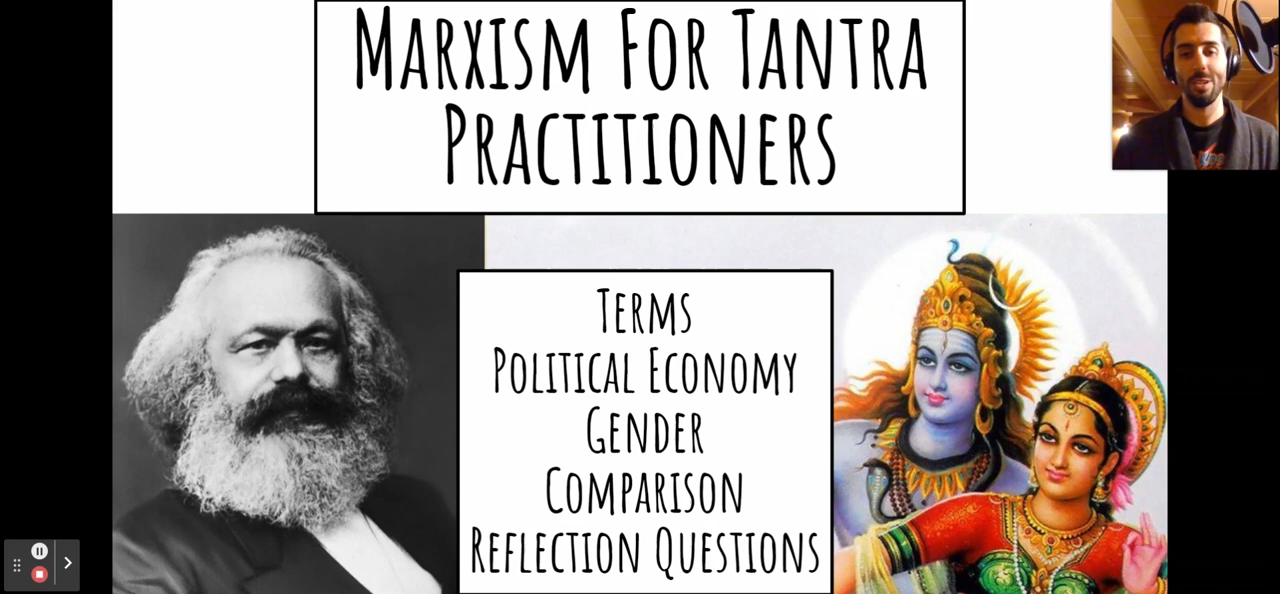 Marxism For Tantra
Practitioners
Terms
Political Economy
Gender
Comparison
Reflection Questions